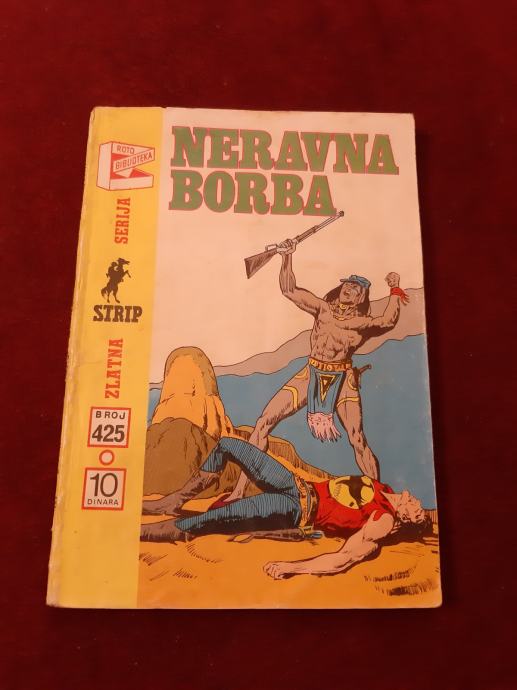 NERAVNA
BORBA
ROTO
BIBLIOTEKA
ZLATNA SERIJA
STRIP
BROJ
425
10
DINARA